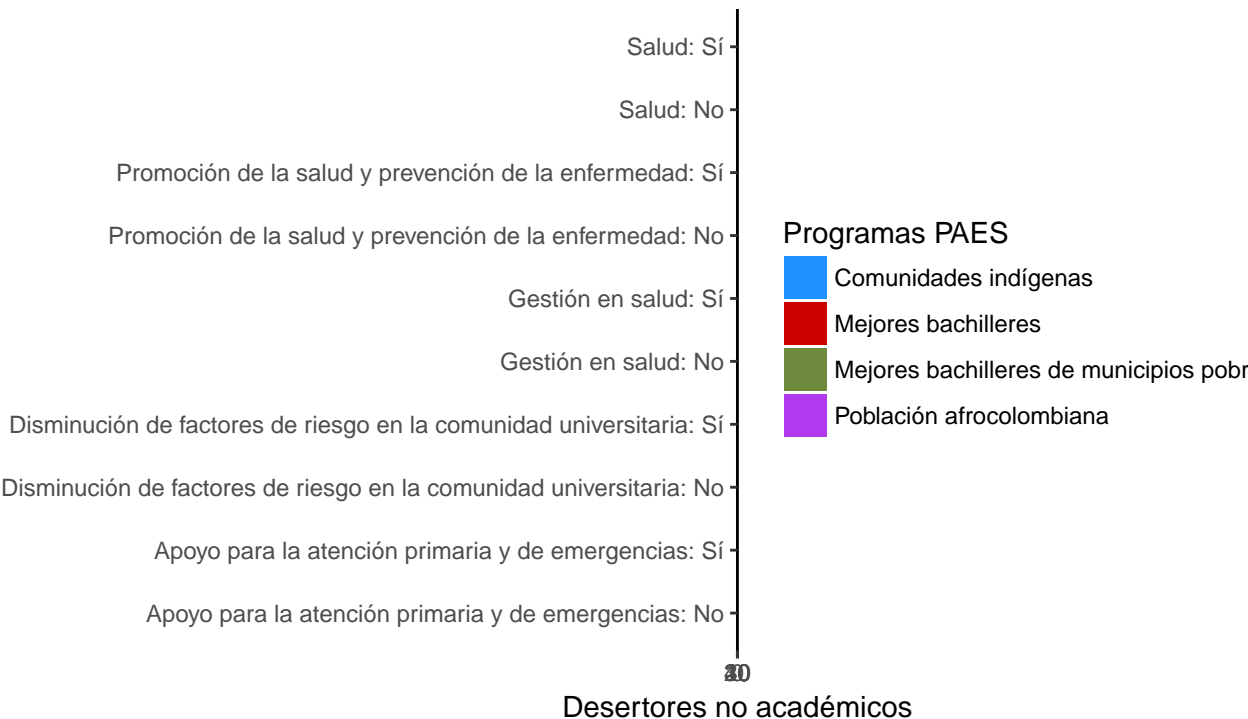 Salud: Sí
Salud: No
Promoción de la salud y prevención de la enfermedad: Sí
Promoción de la salud y prevención de la enfermedad: No
Gestión en salud: Sí
Gestión en salud: No
Disminución de factores de riesgo en la comunidad universitaria: Sí
Disminución de factores de riesgo en la comunidad universitaria: No
Apoyo para la atención primaria y de emergencias: Sí
Apoyo para la atención primaria y de emergencias: No
Desertores no académicos
Programas PAES
Comunidades indígenas
Mejores bachilleres
Mejores bachilleres de municipios pobr
Población afrocolombiana